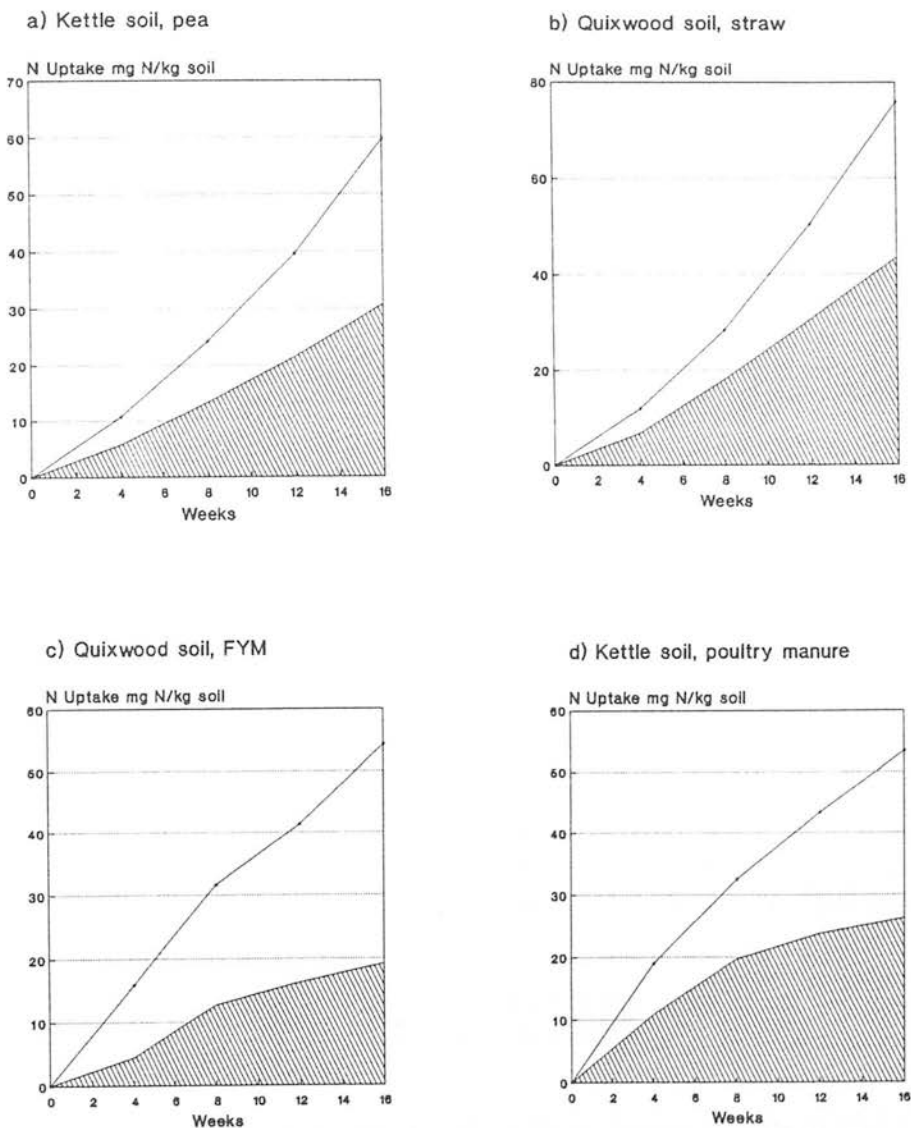 a) Kettle soil, pea
N Uptake mg N/kg soil
70
60
50
40
30
20
10
0
0 2 4 6 8 10 12 14 16
Weeks
b) Quixwood soil, straw
N Uptake mg N/kg soil
80
60
40
20
0
0 2 4 6 8 10 12 14 16
Weeks
c) Quixwood soil, FYM
N Uptake mg N/kg soil
60
50
40
30
20
10
0
0 2 4 6 8 10 12 14 16
Weeks
d) Kettle soil, poultry manure
N Uptake mg N/kg soil
60
50
40
30
20
10
0
0 2 4 6 8 10 12 14 16
Weeks